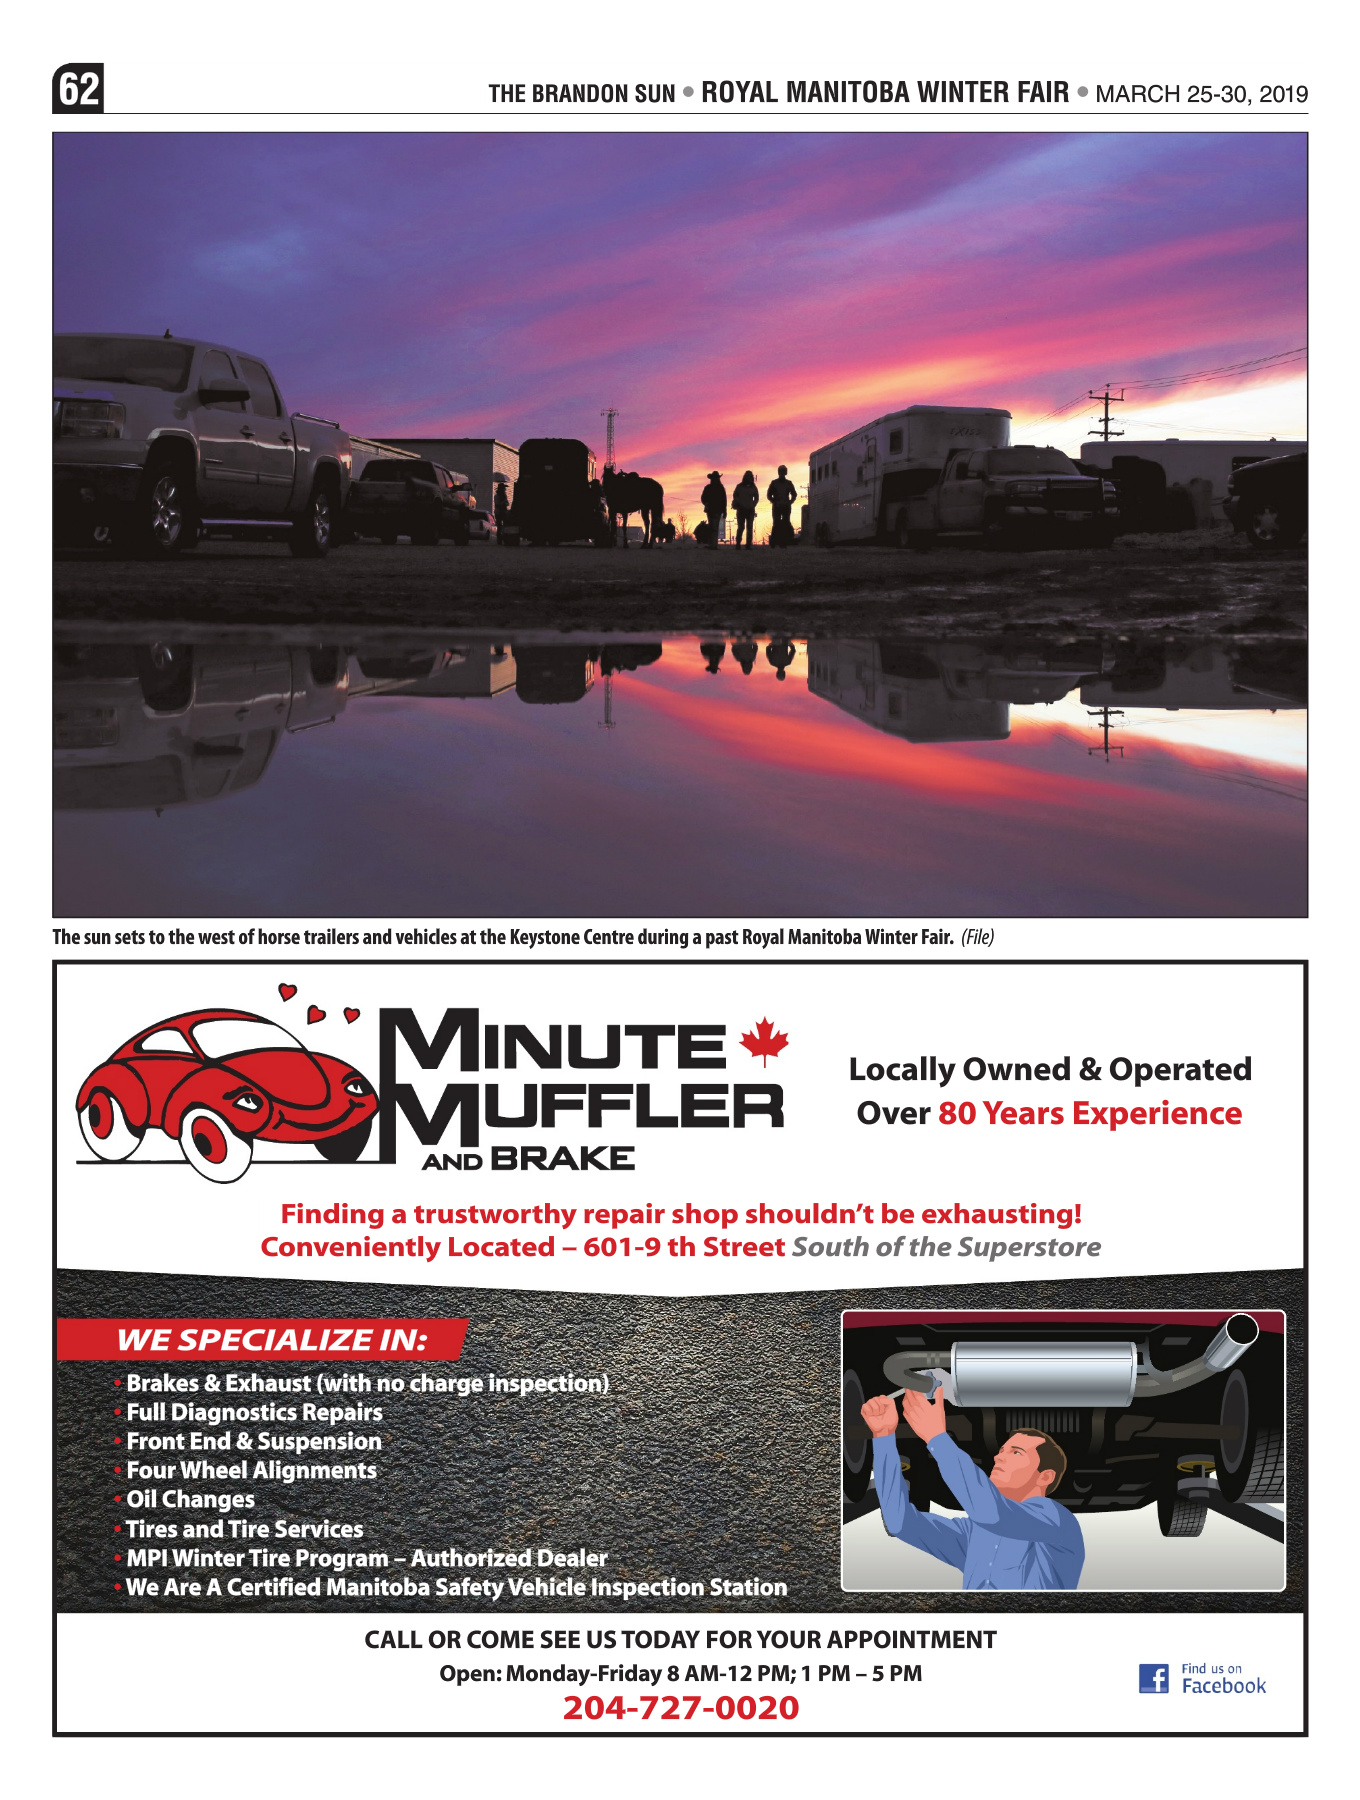 62
THE BRANDON SUN • ROYAL MANITOBA WINTER FAIR • MARCH 25-30, 2019
EXISS
The sun sets to the west of horse trailers and vehicles at the Keystone Centre during a past Royal Manitoba Winter Fair. (File)
MINUTE
MUFFLER
AND BRAKE
Locally Owned & Operated
Over 80 Years Experience
Finding a trustworthy repair shop shouldn't be exhausting!
Conveniently Located – 601-9 th Street South of the Superstore
WE SPECIALIZE IN:
• Brakes & Exhaust (with no charge inspection)
• Full Diagnostics Repairs
• Front End & Suspension
• Four Wheel Alignments
• Oil Changes
• Tires and Tire Services
• MPI Winter Tire Program – Authorized Dealer
• We Are A Certified Manitoba Safety Vehicle Inspection Station
CALL OR COME SEE US TODAY FOR YOUR APPOINTMENT
Open: Monday-Friday 8 AM-12 PM; 1 PM – 5 PM
204-727-0020
f
Find us on
Facebook